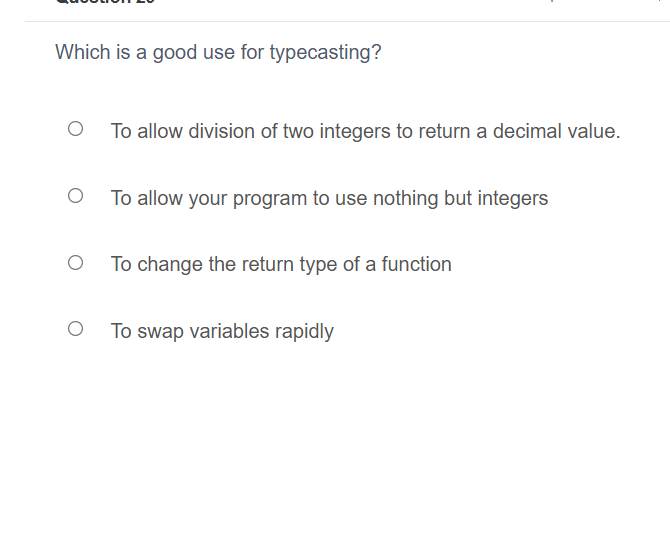 Which is a good use for typecasting?
To allow division of two integers to return a decimal value.
To allow your program to use nothing but integers
To change the return type of a function
To swap variables rapidly